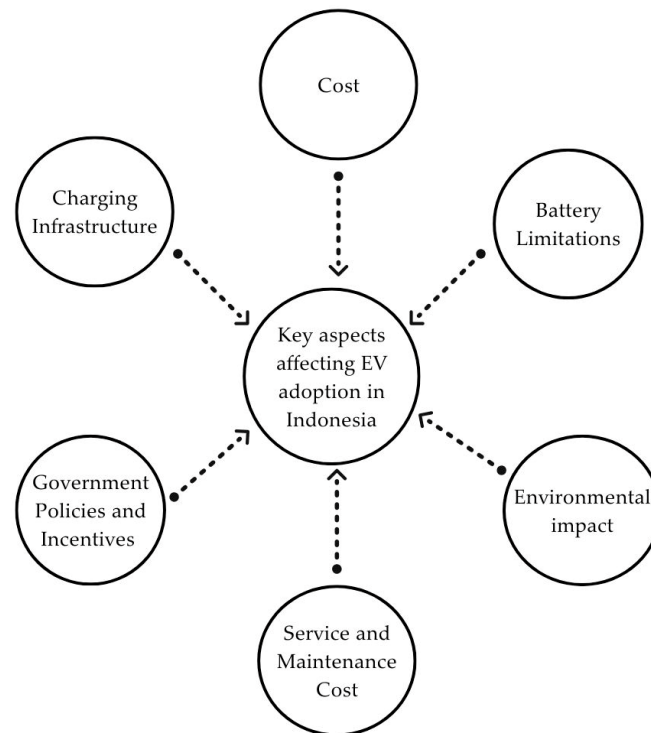 Cost
Charging
Infrastructure
Battery
Limitations
Key aspects
affecting EV
adoption in
Indonesia
Government
Policies and
Incentives
Environmental
impact
Service and
Maintenance
Cost